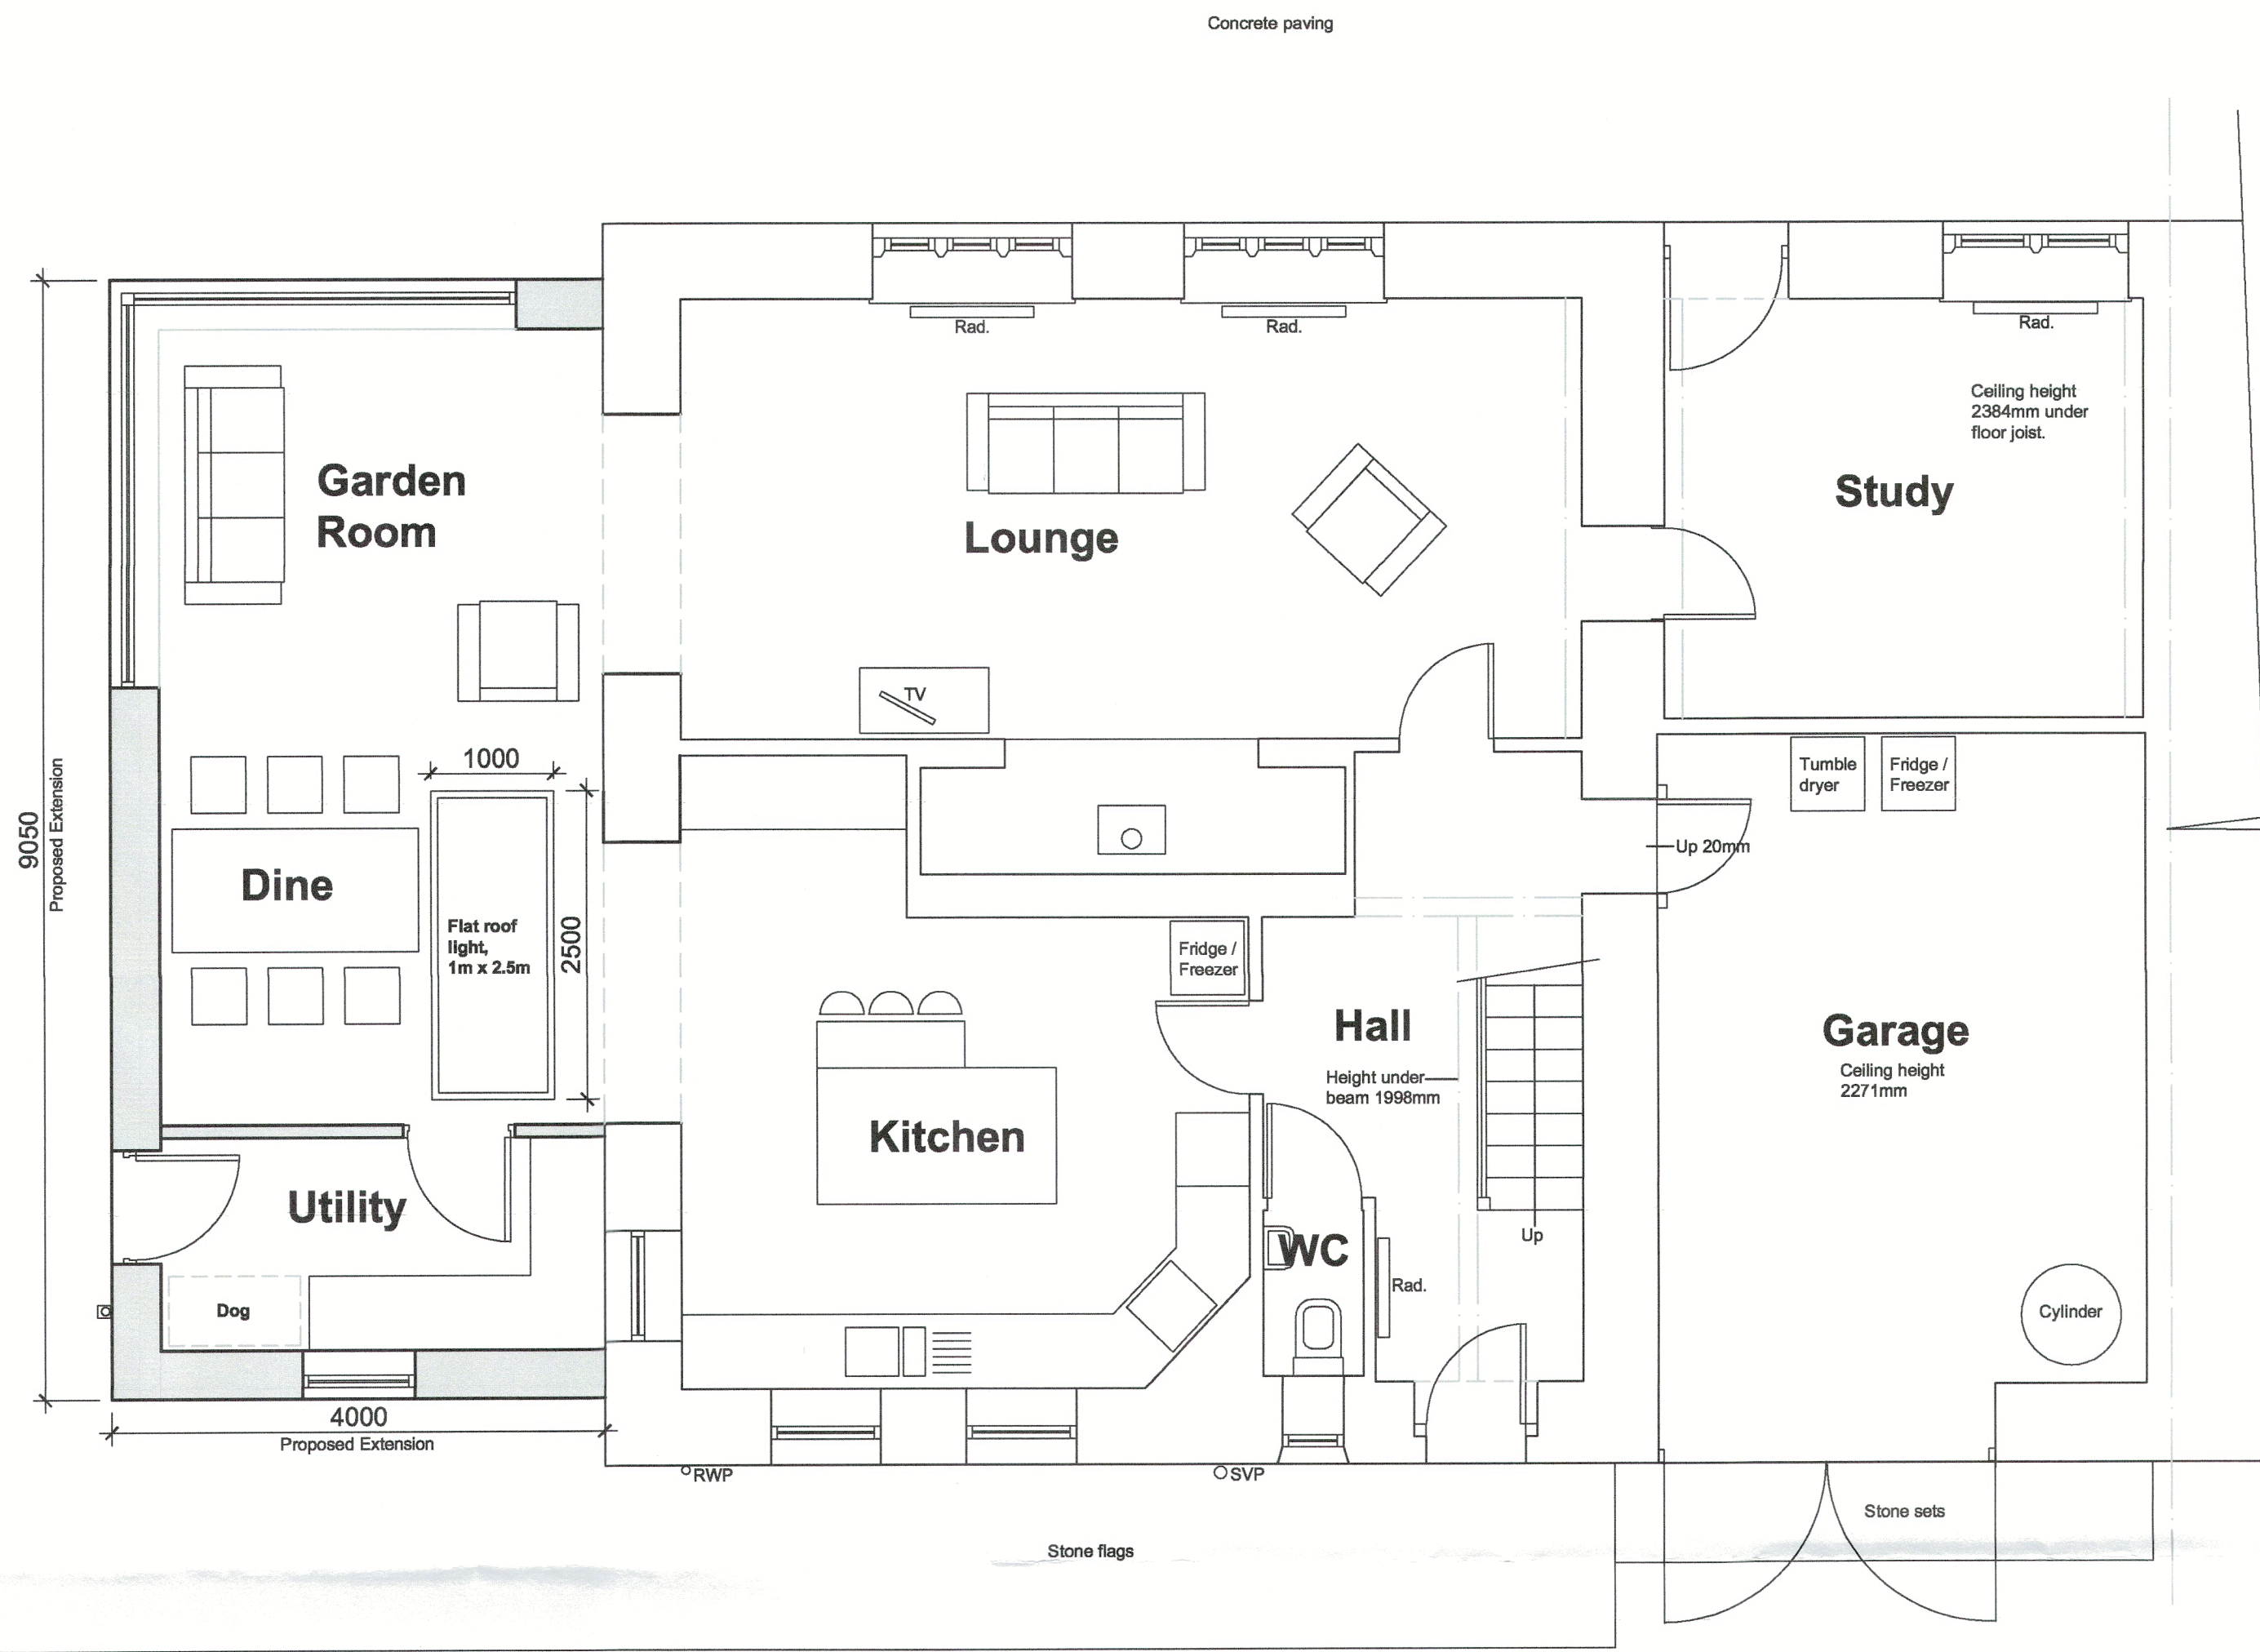 Concrete paving
Rad.
Rad.
Rad.
Ceiling height
2384mm under
floor joist.
Garden
Room
Lounge
Study
TV
1000
Tumble
dryer
Fridge /
Freezer
9050
Proposed Extension
Up 20mm
Dine
Flat roof
light,
1m x 2.5m
2500
Fridge /
Freezer
Hall
Height under
beam 1998mm
Garage
Ceiling height
2271mm
Kitchen
Utility
WC
Up
Rad.
Dog
Cylinder
4000
Proposed Extension
RWP
SVP
Stone sets
Stone flags